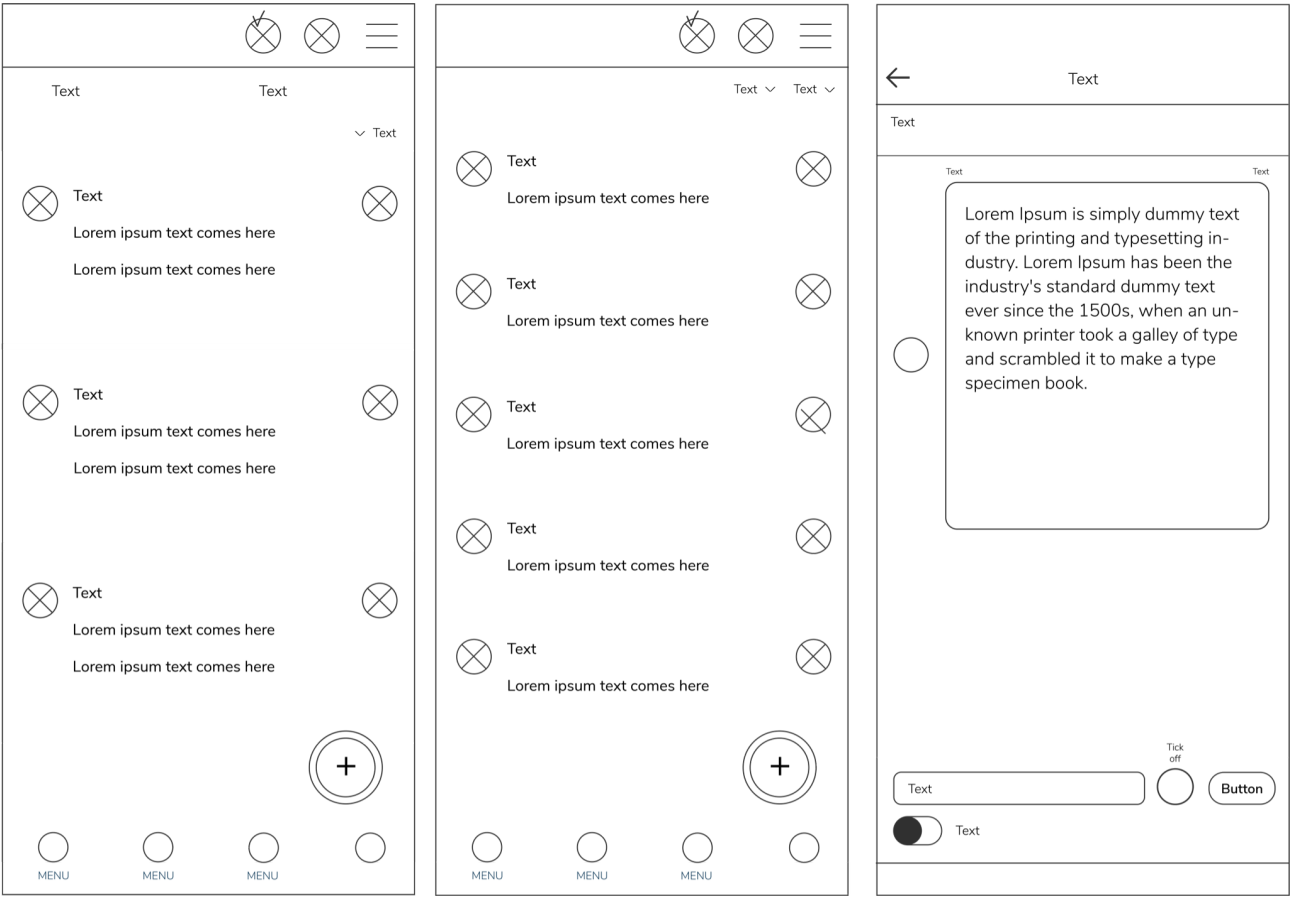 Text
Text
Text
Text
Lorem ipsum text comes here
Lorem ipsum text comes here
Text
Lorem ipsum text comes here
Lorem ipsum text comes here
Text
Lorem ipsum text comes here
Lorem ipsum text comes here
+
MENU
MENU
MENU
Text
Text
Text
Lorem ipsum text comes here
Text
Lorem ipsum text comes here
Text
Lorem ipsum text comes here
Text
Lorem ipsum text comes here
Text
Lorem ipsum text comes here
+
MENU
MENU
MENU
Text
Text
Text
Text
Lorem Ipsum is simply dummy text
of the printing and typesetting in-
dustry. Lorem Ipsum has been the
industry's standard dummy text
ever since the 1500s, when an un-
known printer took a galley of type
and scrambled it to make a type
specimen book.
Tick
off
Text
Button
Text